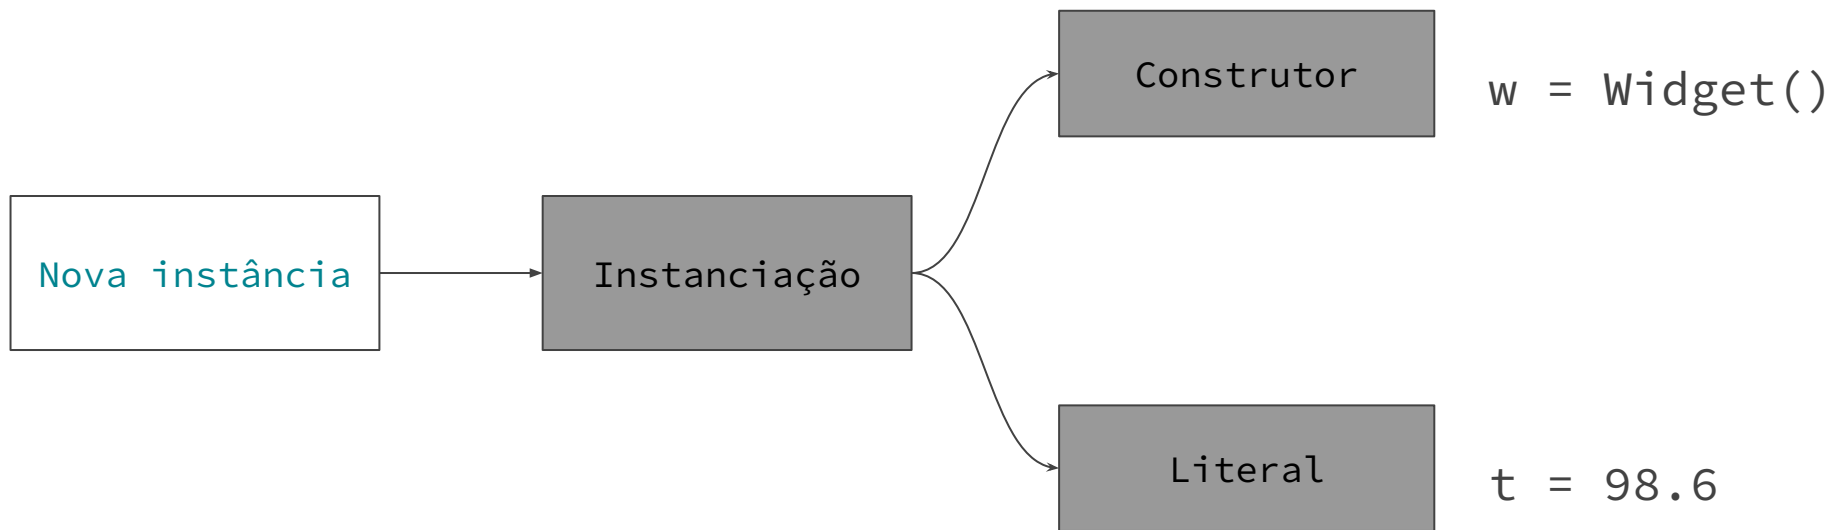 Construtor
w = Widget()
Nova instância
Instanciação
Literal
t = 98.6